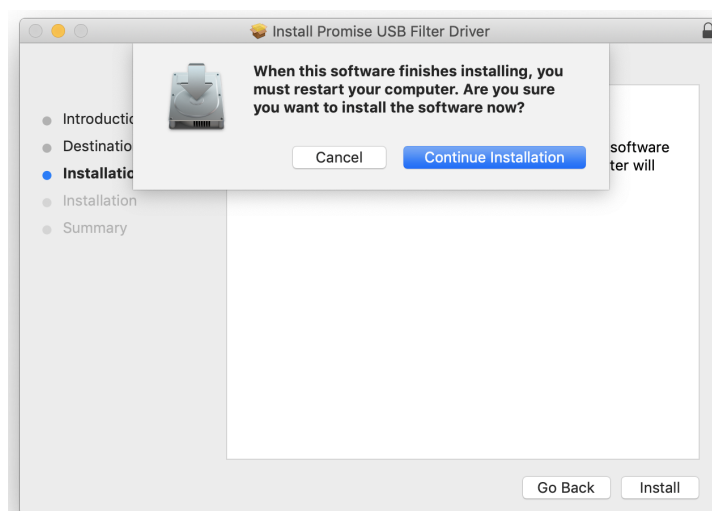 Install Promise USB Filter Driver
When this software finishes installing, you
must restart your computer. Are you sure
you want to install the software now?
Cancel
Continue Installation
Introductio
Destinatio
Installatio
Installation
Summary
software
ter will
Go Back
Install